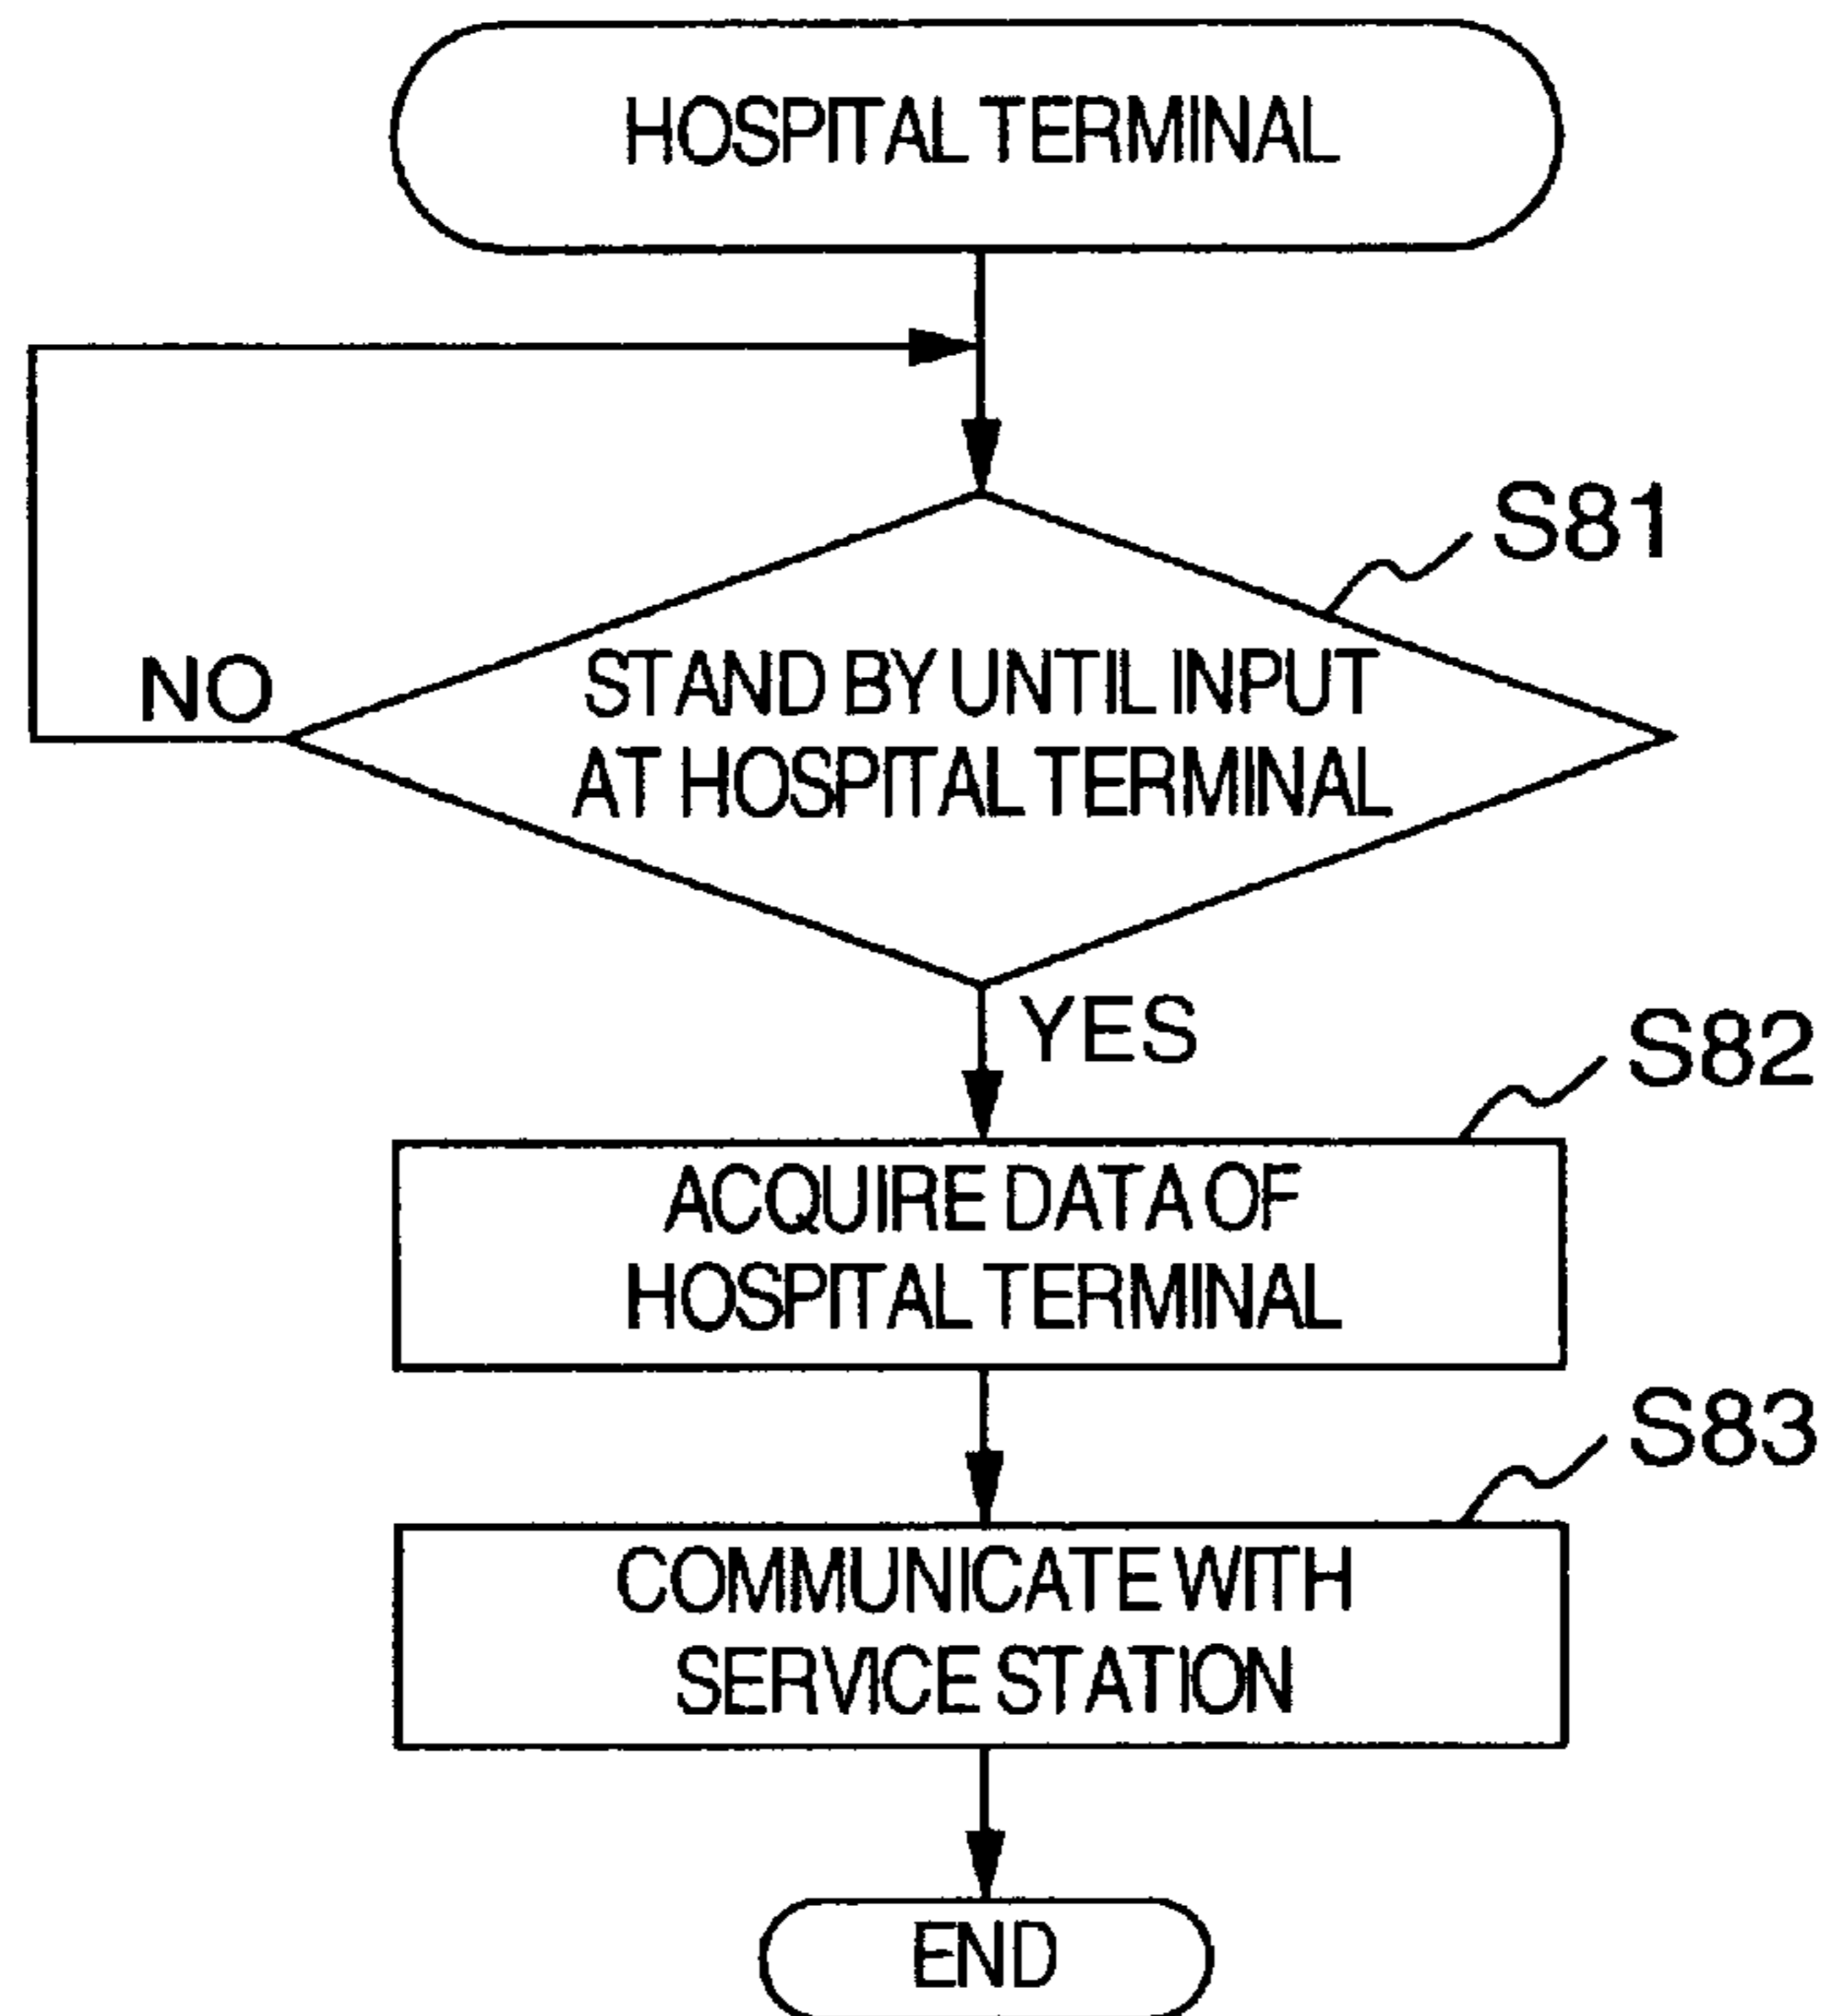 HOSPITAL TERMINAL
S81
STAND BY UNTIL INPUT
AT HOSPITAL TERMINAL
NO
YES
S82
ACQUIRE DATA OF
HOSPITAL TERMINAL
S83
COMMUNICATE WITH
SERVICE STATION
END